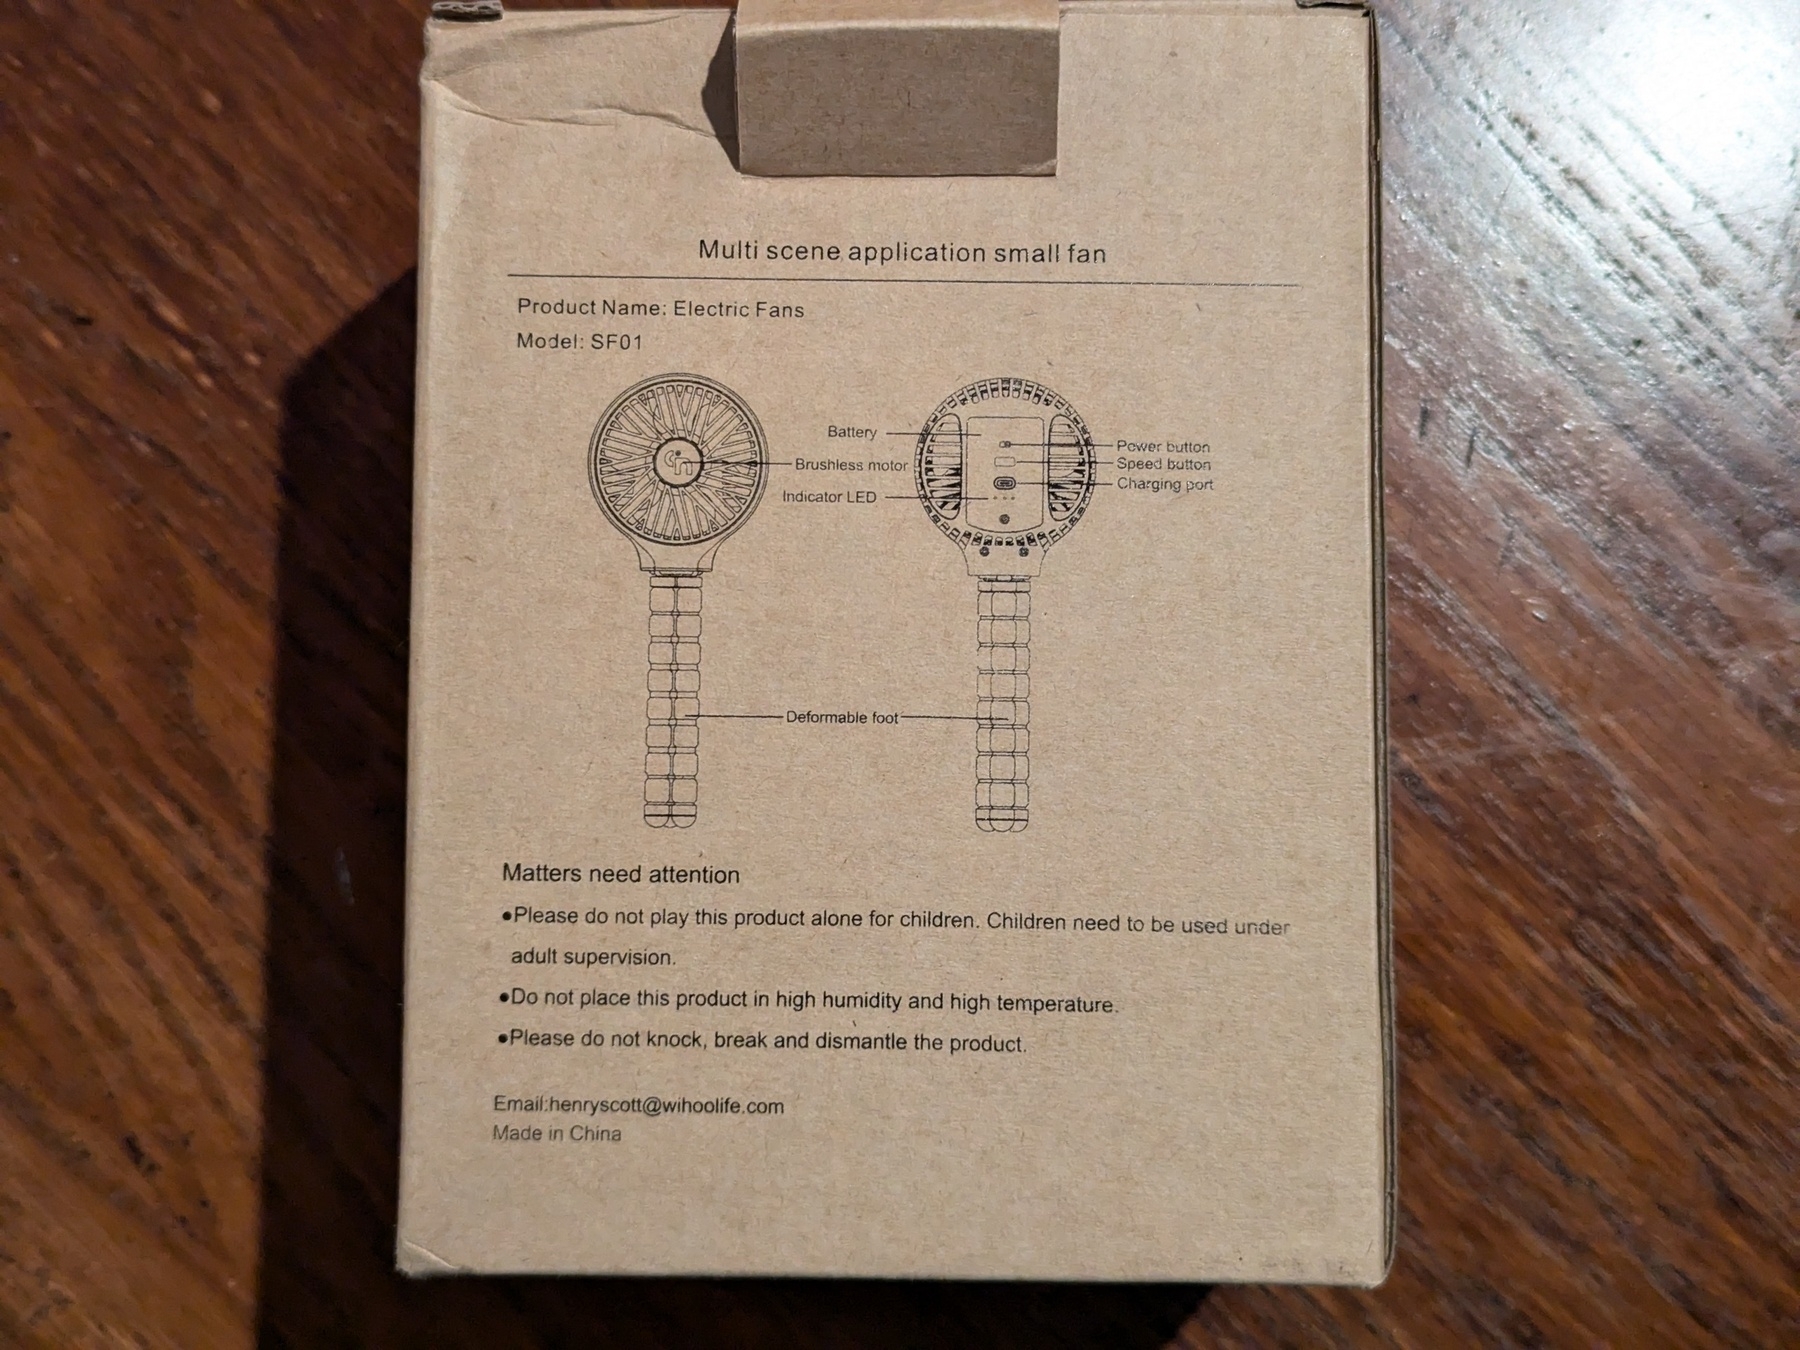 Multi scene application small fan
Product Name: Electric Fans
Model: SF01
Battery
Brushless motor
Indicator LED
Power button
Speed button
Charging port
Deformable foot
Matters need attention
●Please do not play this product alone for children. Children need to be used under
adult supervision.
●Do not place this product in high humidity and high temperature.
●Please do not knock, break and dismantle the product.
Email:henryscott@wihoolife.com
Made in China